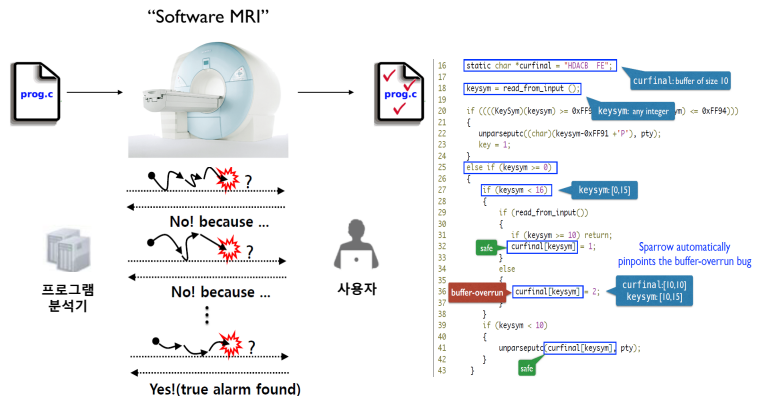 “Software MRI”
prog.c
prog.c
?
No! because ...
?
No! because ...
?
Yes!(true alarm found)
프로그램
분석기
사용자
16 static char *curfinal = "HDACB  FE";
curfinal: buffer of size 10
17
18 keysym = read_from_input ();
19
keysym: any integer
20 if ((((KeySym)(keysym) >= 0xFF9 ym) <= 0xFF94)))
21 {
22 unparseputc((char)(keysym-0xFF91 +'P'), pty);
23 key = 1;
24 }
25 else if (keysym >= 0)
26 {
27 if (keysym < 16)
keysym: [0,15]
28 {
29 if (read_from_input())
30 {
31 if (keysym >= 10) return;
32 safe curfinal[keysym] = 1;
33 }
Sparrow automatically
pinpoints the buffer-overrun bug
34 else
35 {
36 buffer-overrun curfinal[keysym] = 2;
curfinal:[10,10]
keysym: [10,15]
37 }
38 }
39 if (keysym < 10)
40 {
41 unparseputc(curfinal[keysym], pty);
42 }
safe
43 }